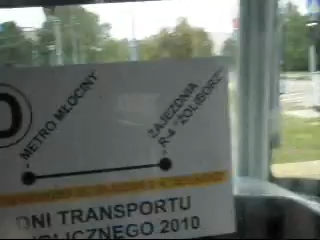 METRO MŁOCINY
ZAJEZDNIA
R-4 "ŻOLIBORZ"
DNI TRANSPORTU
PUBLICZNEGO 2010